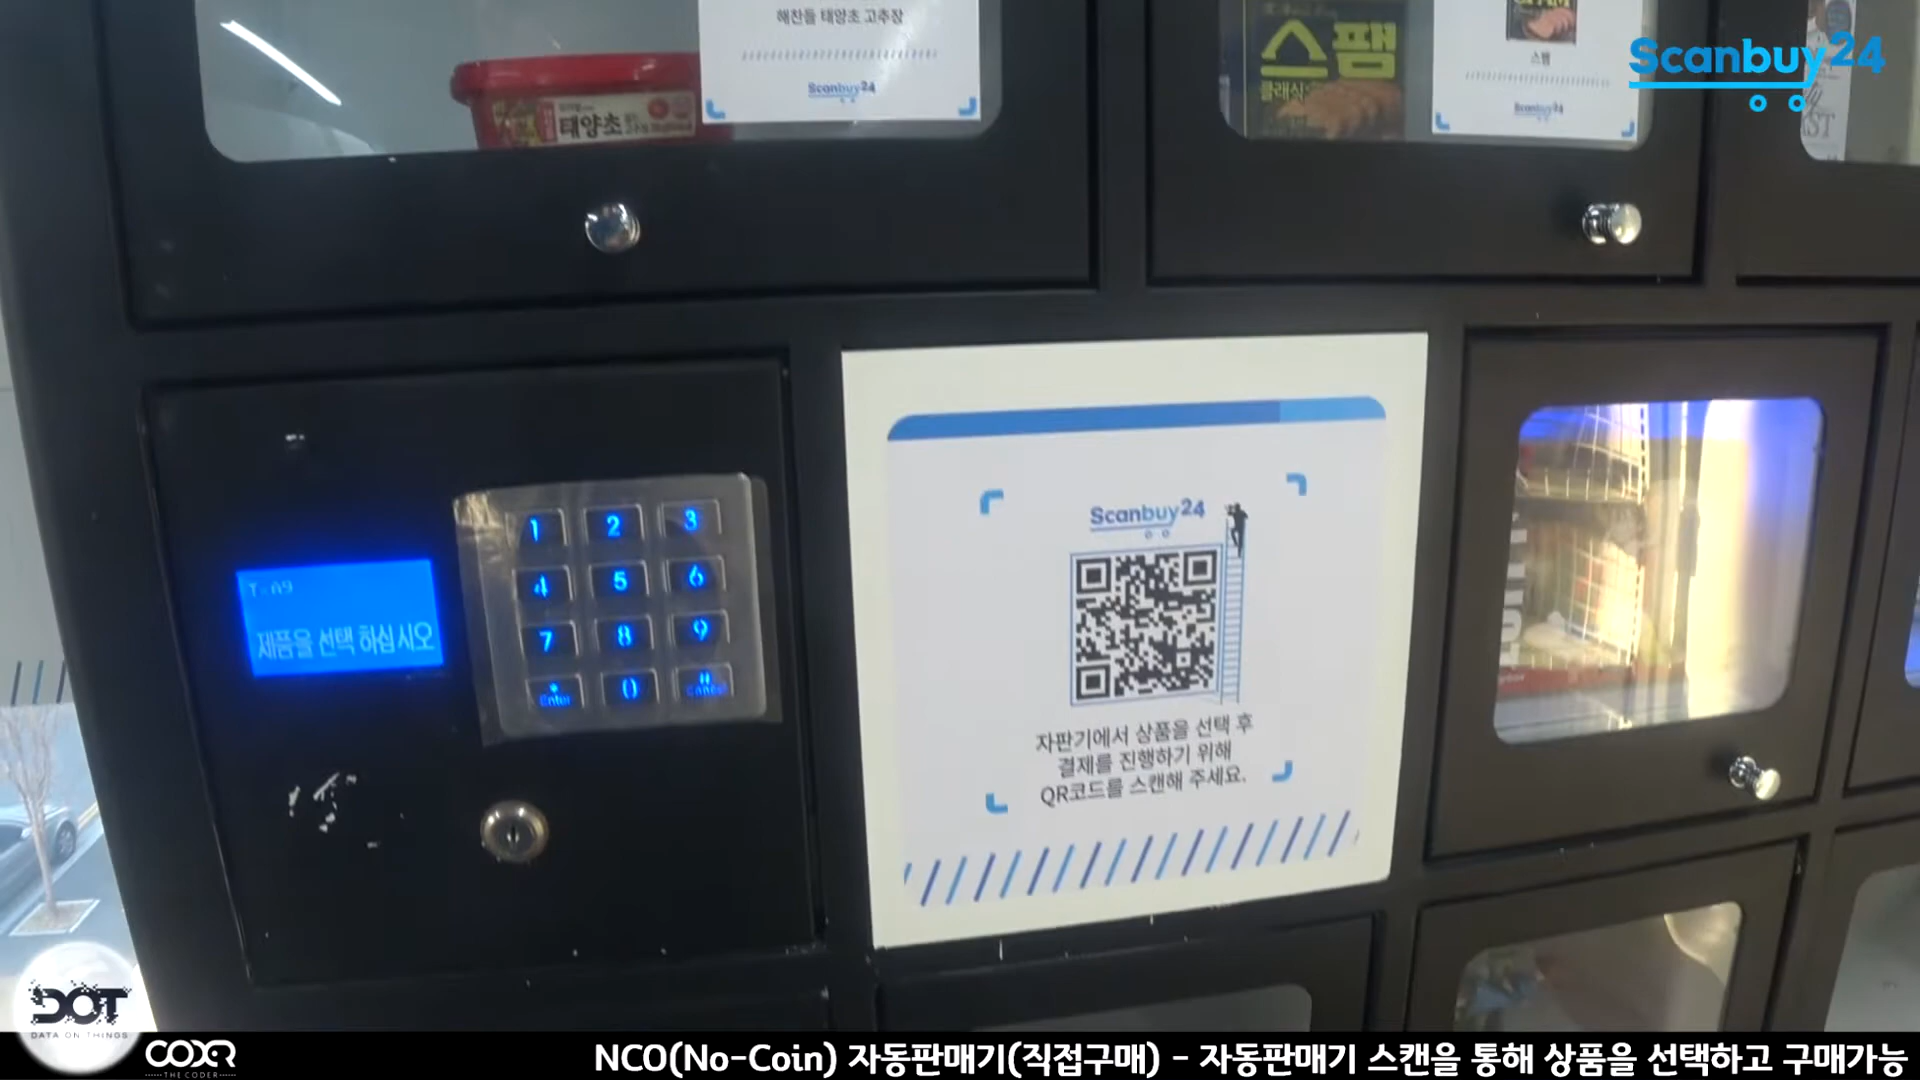 해찬들 태양초 고추장
Scanbuy24
태양초
스팸
클래식
스팸
Scanbuy24
Scanbuy24
T-A9
제품을 선택 하십시오
1 2 3
4 5 6
7 8 9
* 0 #
Enter Cancel
Scanbuy24
자판기에서 상품을 선택 후
결제를 진행하기 위해
QR코드를 스캔해 주세요.
DOT
DATA ON THINGS
COXR
THE CODER
NCO(No-Coin) 자동판매기(직접구매) - 자동판매기 스캔을 통해 상품을 선택하고 구매가능